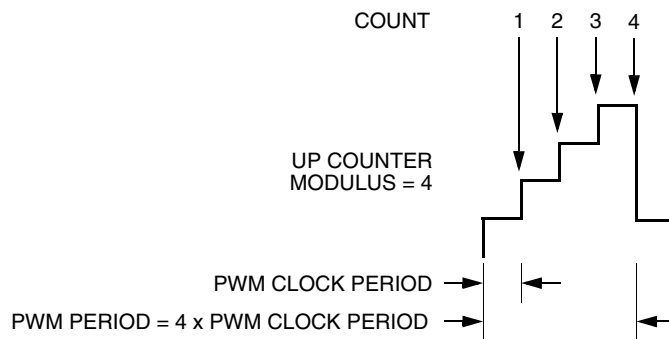 COUNT 1 2 3 4
UP COUNTER
MODULUS = 4
PWM CLOCK PERIOD
PWM PERIOD = 4 x PWM CLOCK PERIOD